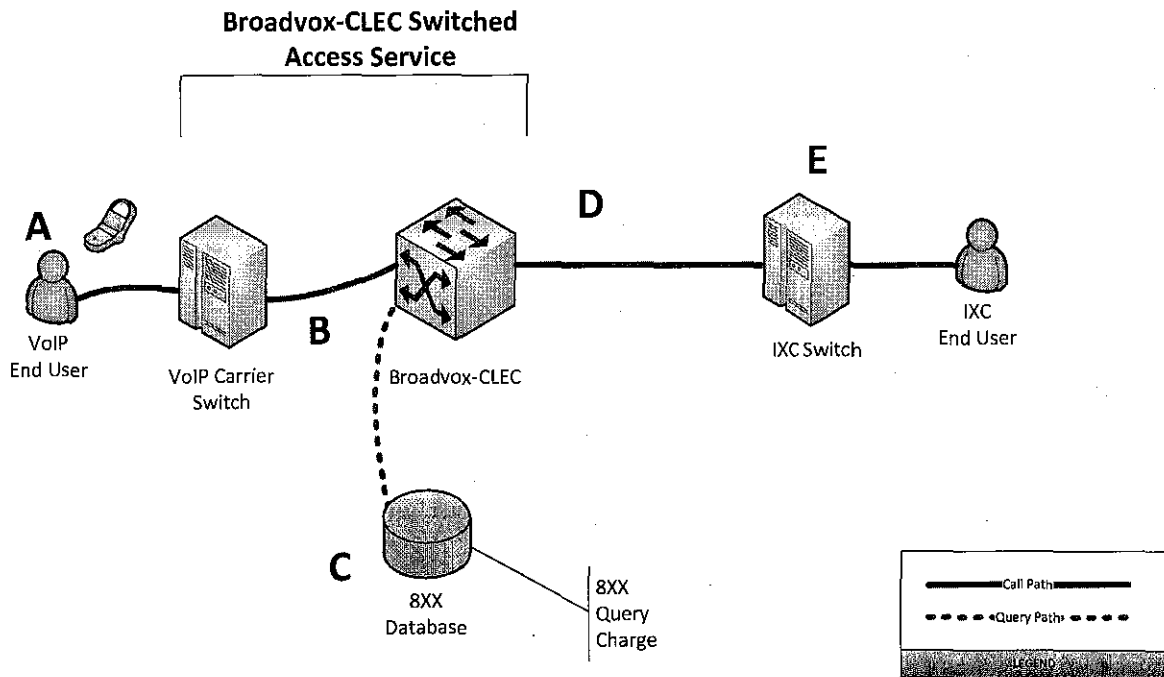 Broadvox-CLEC Switched
Access Service
A
VoIP
End User
VoIP Carrier
Switch
B
Broadvox-CLEC
D
E
IXC Switch
IXC
End User
C
8XX
Database
8XX
Query
Charge
Call Path
Query Path
LEGEND